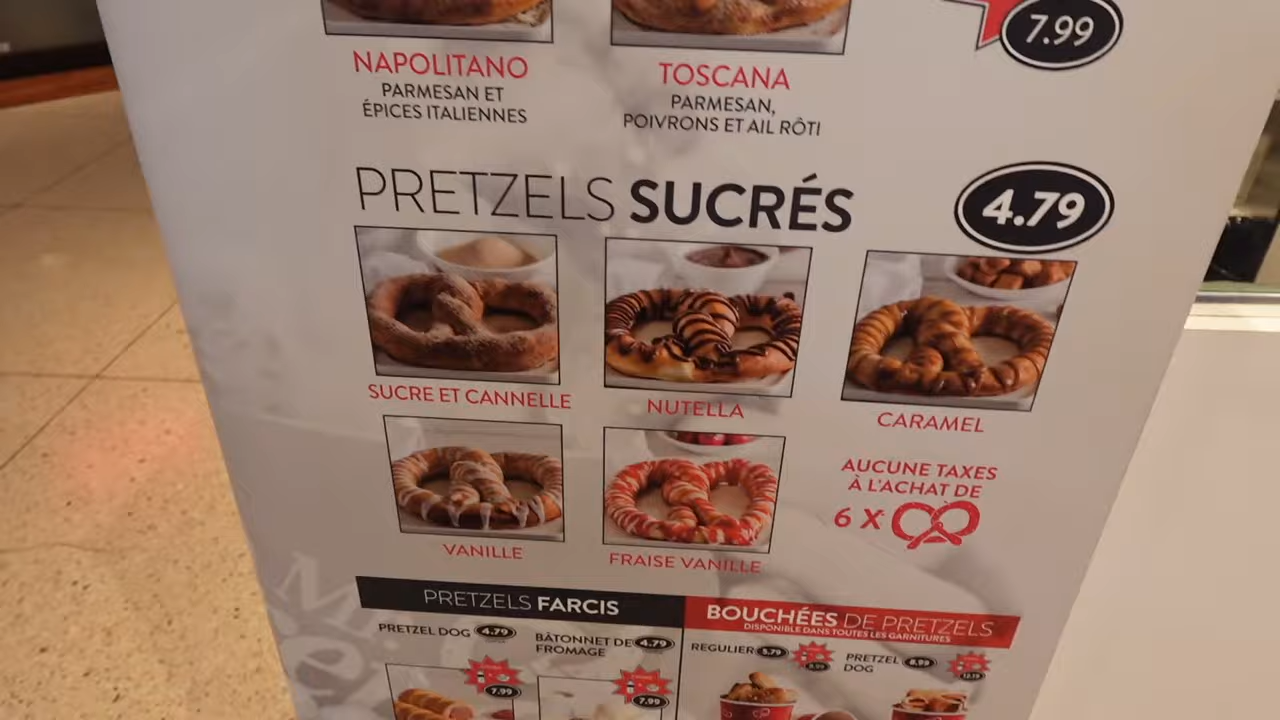 7.99
NAPOLITANO
PARMESAN ET
ÉPICES ITALIENNES
TOSCANA
PARMESAN,
POIVRONS ET AIL RÔTI
PRETZELS SUCRÉS
4.79
SUCRE ET CANNELLE
NUTELLA
CARAMEL
VANILLE
FRAISE VANILLE
AUCUNE TAXES
À L'ACHAT DE
6 X
PRETZELS FARCIS
PRETZEL DOG 4.79
BÂTONNET DE 4.79
FROMAGE
7.99
7.99
BOUCHÉES DE PRETZELS
DISPONIBLE DANS TOUTES LES GARNITURES
REGULIER 5.79
PRETZEL
DOG